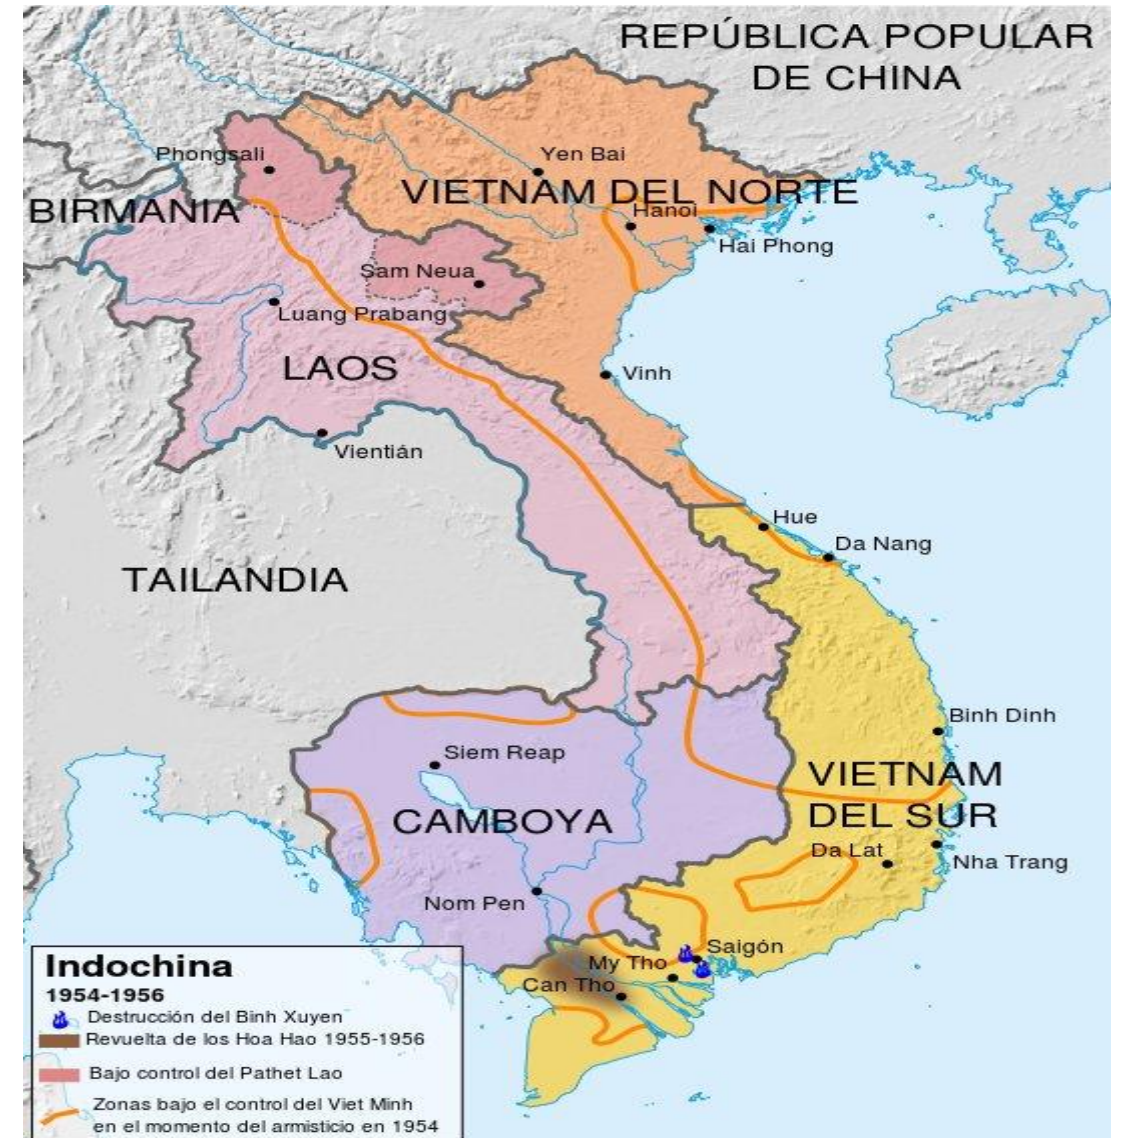 REPÚBLICA POPULAR
DE CHINA
Phongsali
Yen Bai
VIETNAM DEL NORTE
BIRMANIA
Hanoi
Hai Phong
Sam Neua
Luang Prabang
LAOS
Vinh
Vientián
Hue
Da Nang
TAILANDIA
Binh Dinh
Siem Reap
VIETNAM
DEL SUR
CAMBOYA
Da Lat
Nha Trang
Nom Pen
Saigón
My Tho
Can Tho
Indochina
1954-1956
Destrucción del Binh Xuyen
Revuelta de los Hoa Hao 1955-1956
Bajo control del Pathet Lao
Zonas bajo el control del Viet Minh
en el momento del armisticio en 1954